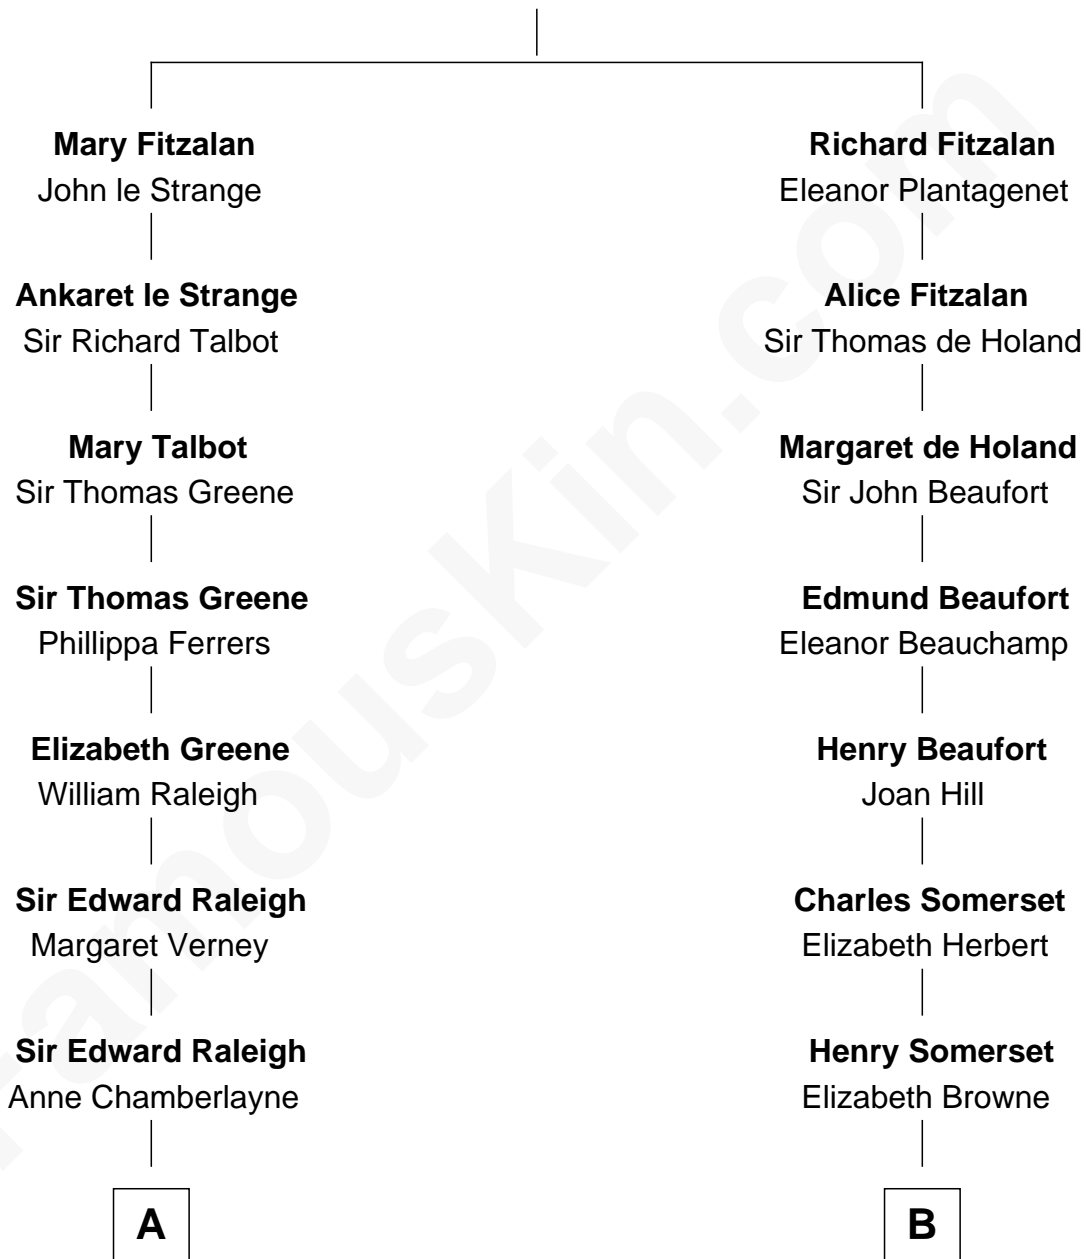 Mary Fitzalan
John le Strange
Ankaret le Strange
Sir Richard Talbot
Mary Talbot
Sir Thomas Greene
Sir Thomas Greene
Phillippa Ferrers
Elizabeth Greene
William Raleigh
Sir Edward Raleigh
Margaret Verney
Sir Edward Raleigh
Anne Chamberlayne
A
Richard Fitzalan
Eleanor Plantagenet
Alice Fitzalan
Sir Thomas de Holand
Margaret de Holand
Sir John Beaufort
Edmund Beaufort
Eleanor Beauchamp
Henry Beaufort
Joan Hill
Charles Somerset
Elizabeth Herbert
Henry Somerset
Elizabeth Browne
B
FamousKin.com